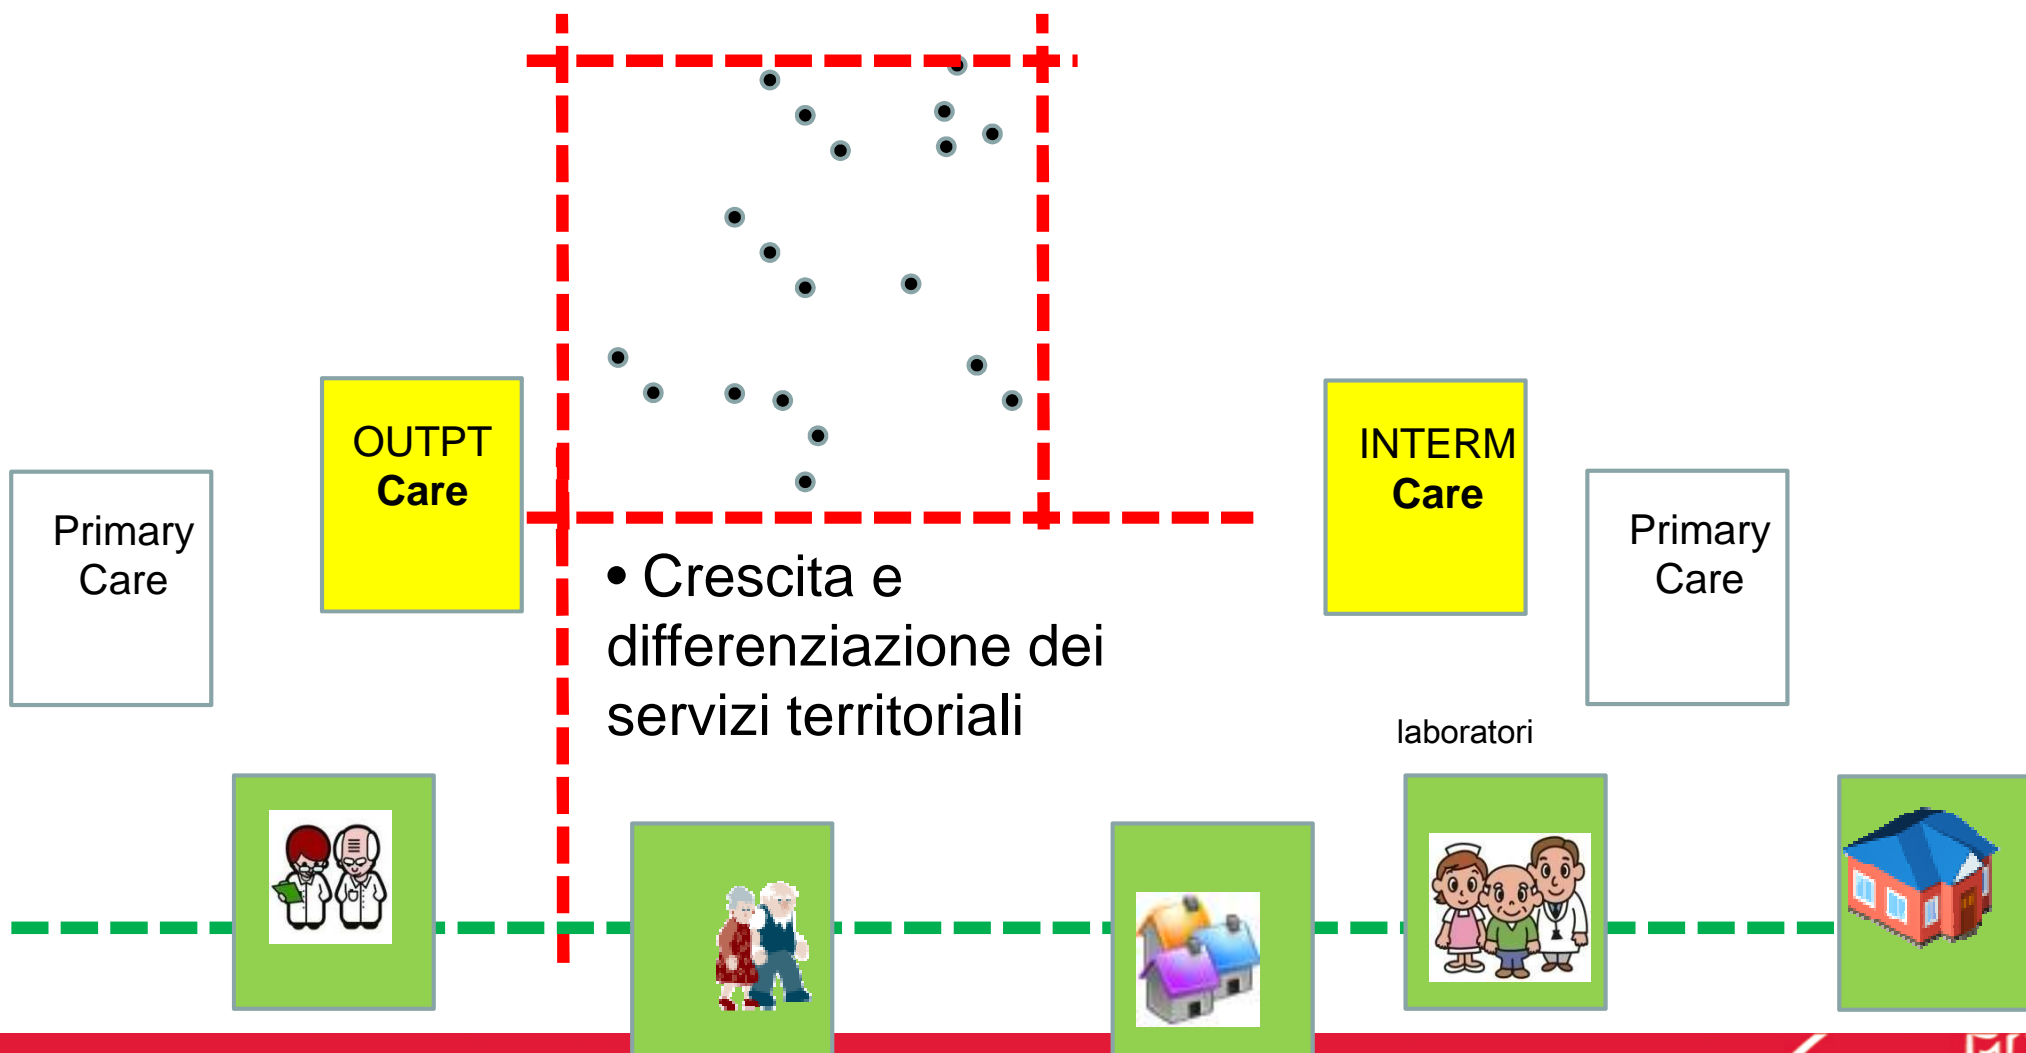 OUTPT
Care
INTERM
Care
Primary
Care
Primary
Care
• Crescita e
differenziazione dei
servizi territoriali
laboratori